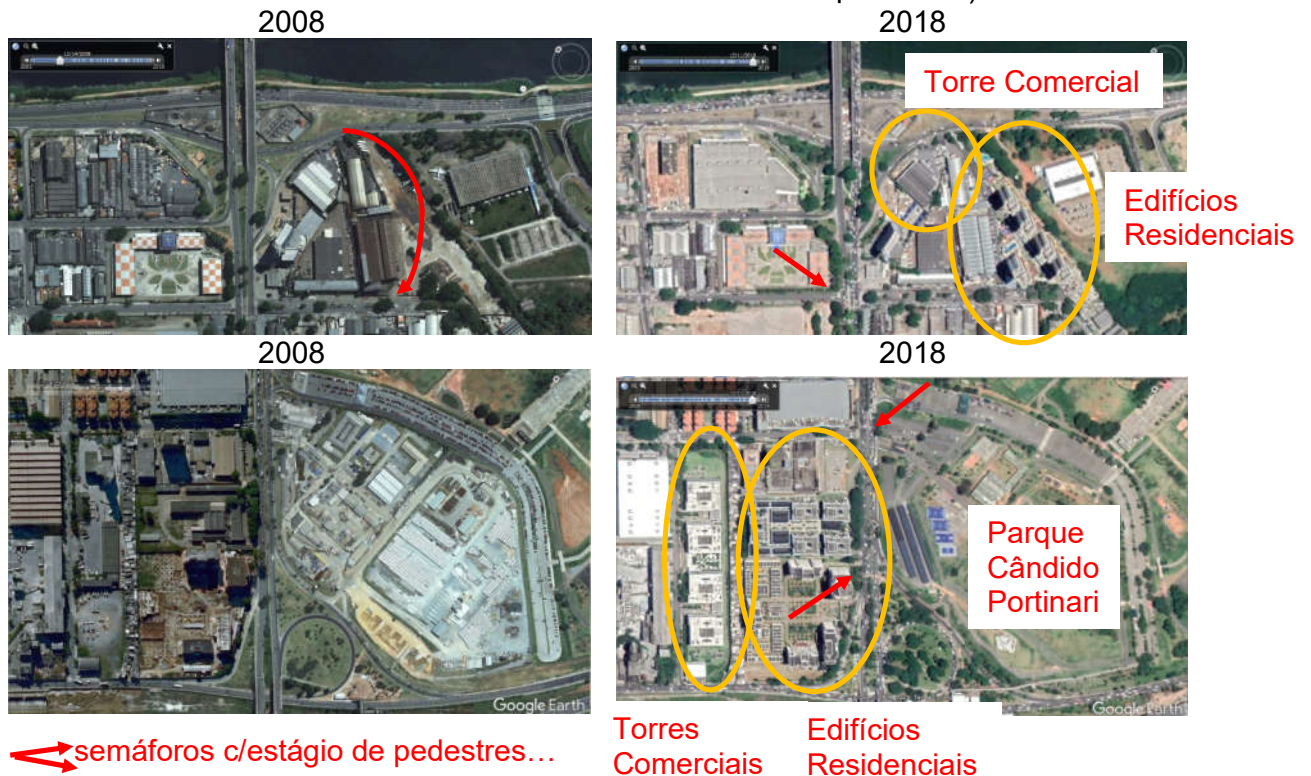 2008
2018
Torre Comercial
Edifícios
Residenciais
2008
2018
Parque
Cândido
Portinari
Google Earth
Google Earth
semáforos c/estágio de pedestres…
Torres
Comerciais
Edifícios
Residenciais